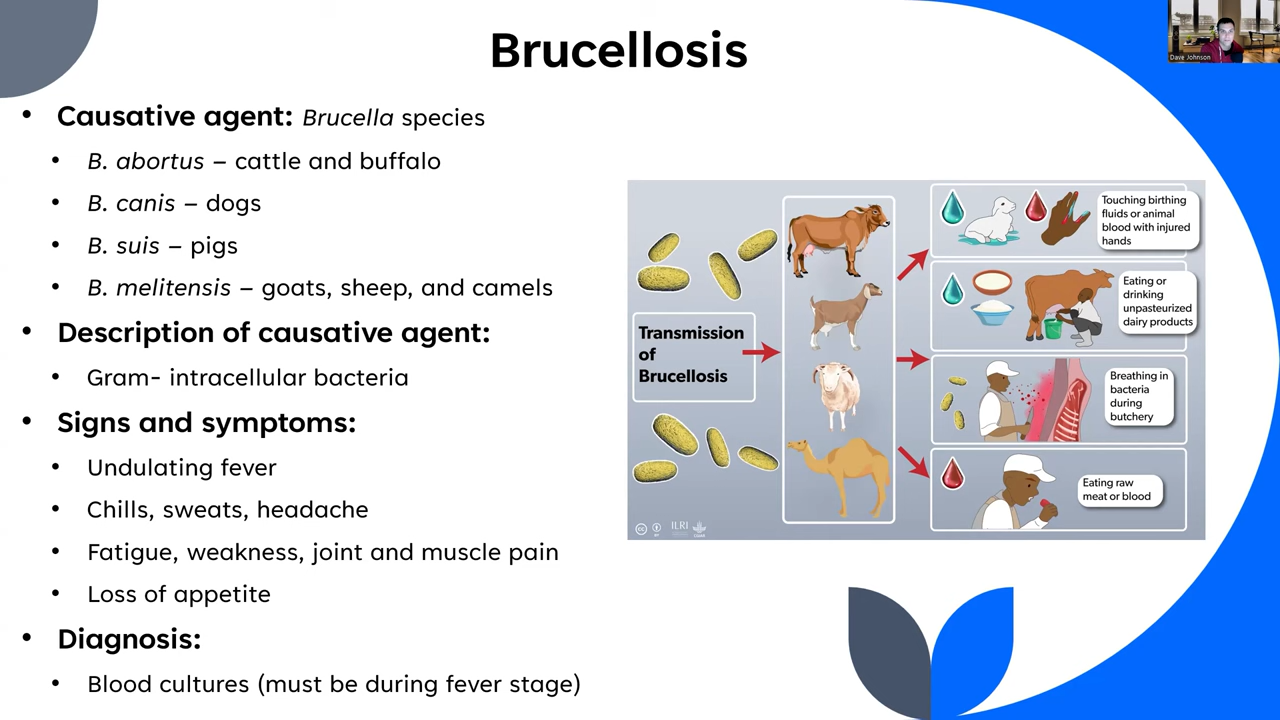 Brucellosis
Dave Johnson
• Causative agent: Brucella species
• B. abortus – cattle and buffalo
• B. canis – dogs
• B. suis – pigs
• B. melitensis – goats, sheep, and camels
• Description of causative agent:
• Gram- intracellular bacteria
• Signs and symptoms:
• Undulating fever
• Chills, sweats, headache
• Fatigue, weakness, joint and muscle pain
• Loss of appetite
• Diagnosis:
• Blood cultures (must be during fever stage)
Transmission
of
Brucellosis
Touching birthing
fluids or animal
blood with injured
hands
Eating or
drinking
unpasteurized
dairy products
Breathing in
bacteria
during
butchery
Eating raw
meat or blood
cc
BY
ILRI
CGIAR